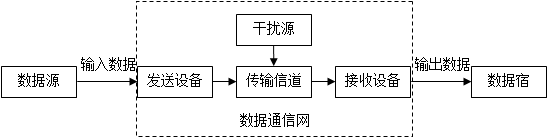 干扰源
输入数据
输出数据
数据源
发送设备
传输信道
接收设备
数据宿
数据通信网